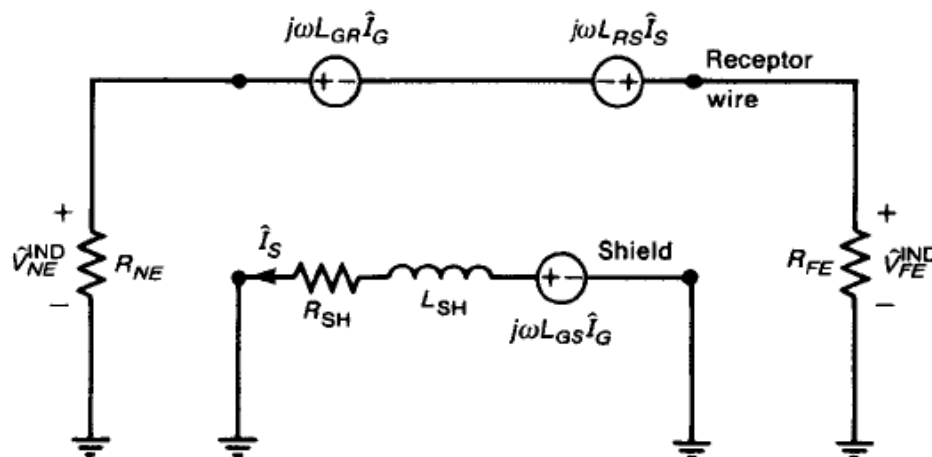 jωL_GR Î_G
jωL_RS Î_S
+ −
− +
Receptor
wire
+
V̂_NE^IND
−
R_NE
Î_S
R_SH
L_SH
+ −
jωL_GS Î_G
Shield
R_FE
+
V̂_FE^IND
−